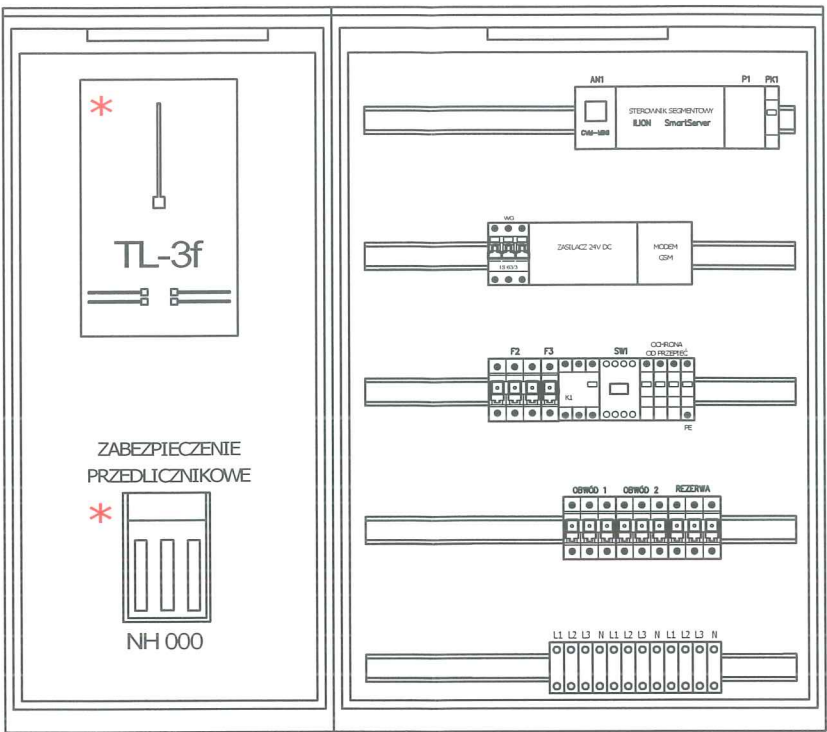 *
TL-3f
ZABEZPIECZENIE
PRZEDLICZNIKOWE
*
NH 000
AN1 P1 PK1
STEROWNIK SEGMENTOWY
ILION SmartServer
WG
ZASILACZ 24V DC
MODEM
GSM
F2 F3 SW1
OCHRONA
OD PRZEPIĘĆ
K1
PE
OBWÓD 1 OBWÓD 2 REZERWA
L1 L2 L3 N L1 L2 L3 N L1 L2 L3 N